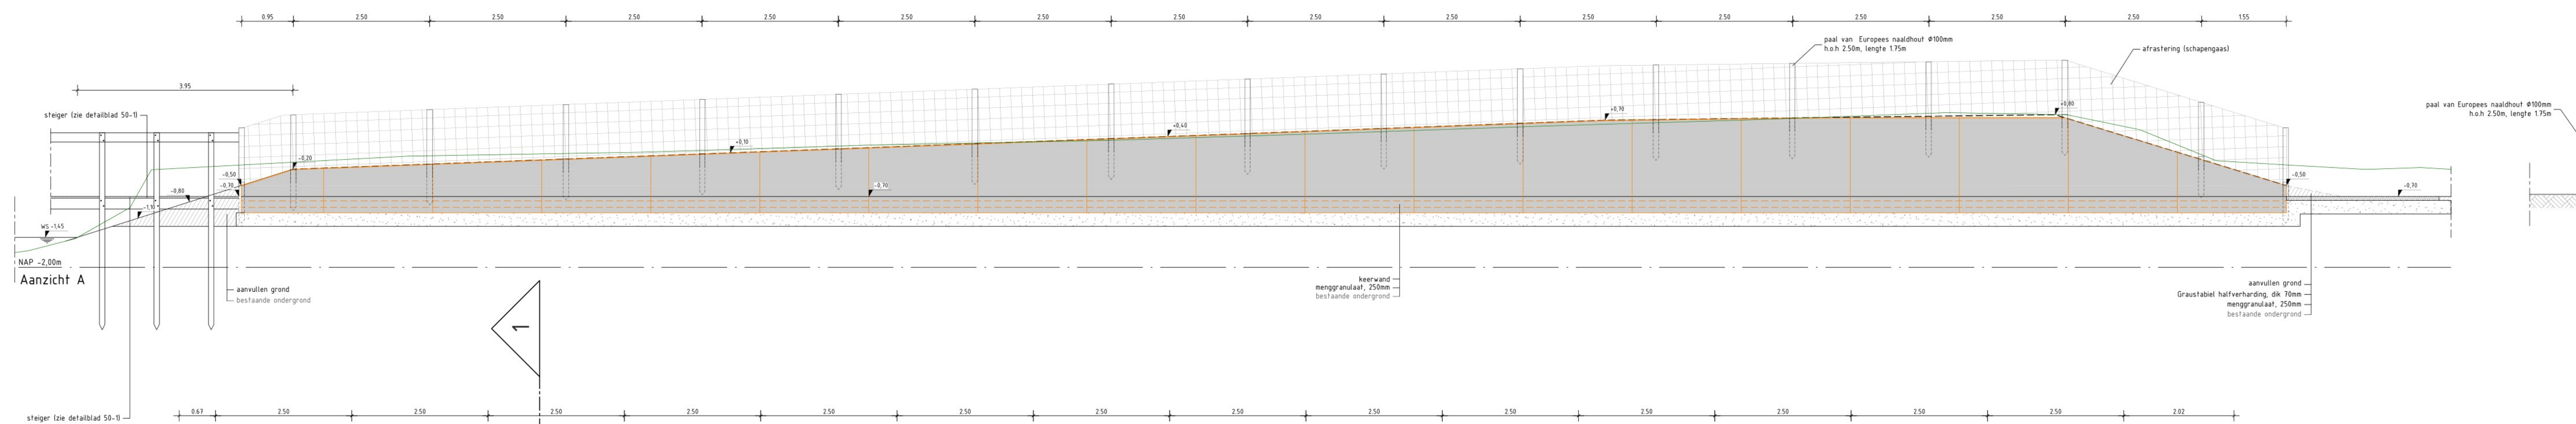 0.95 2.50 2.50 2.50 2.50 2.50 2.50 2.50 2.50 2.50 2.50 2.50 2.50 2.50 2.50 1.55
paal van Europees naaldhout Ø100mm
h.o.h 2.50m, lengte 1.75m
afrastering (schapengaas)
3.95
paal van Europees naaldhout Ø100mm
h.o.h 2.50m, lengte 1.75m
steiger (zie detailblad 50-1)
+0,80
+0,70
+0,40
+0,10
-0,20
-0,50
-0,50
-0,70
-0,70
-0,70
-0,80
-1,10
WS -1,45
NAP -2,00m
Aanzicht A
aanvullen grond
bestaande ondergrond
keerwand
menggranulaat, 250mm
bestaande ondergrond
aanvullen grond
Graustabiel halfverharding, dik 70mm
menggranulaat, 250mm
bestaande ondergrond
1
steiger (zie detailblad 50-1)
0.67 2.50 2.50 2.50 2.50 2.50 2.50 2.50 2.50 2.50 2.50 2.50 2.50 2.50 2.50 2.02